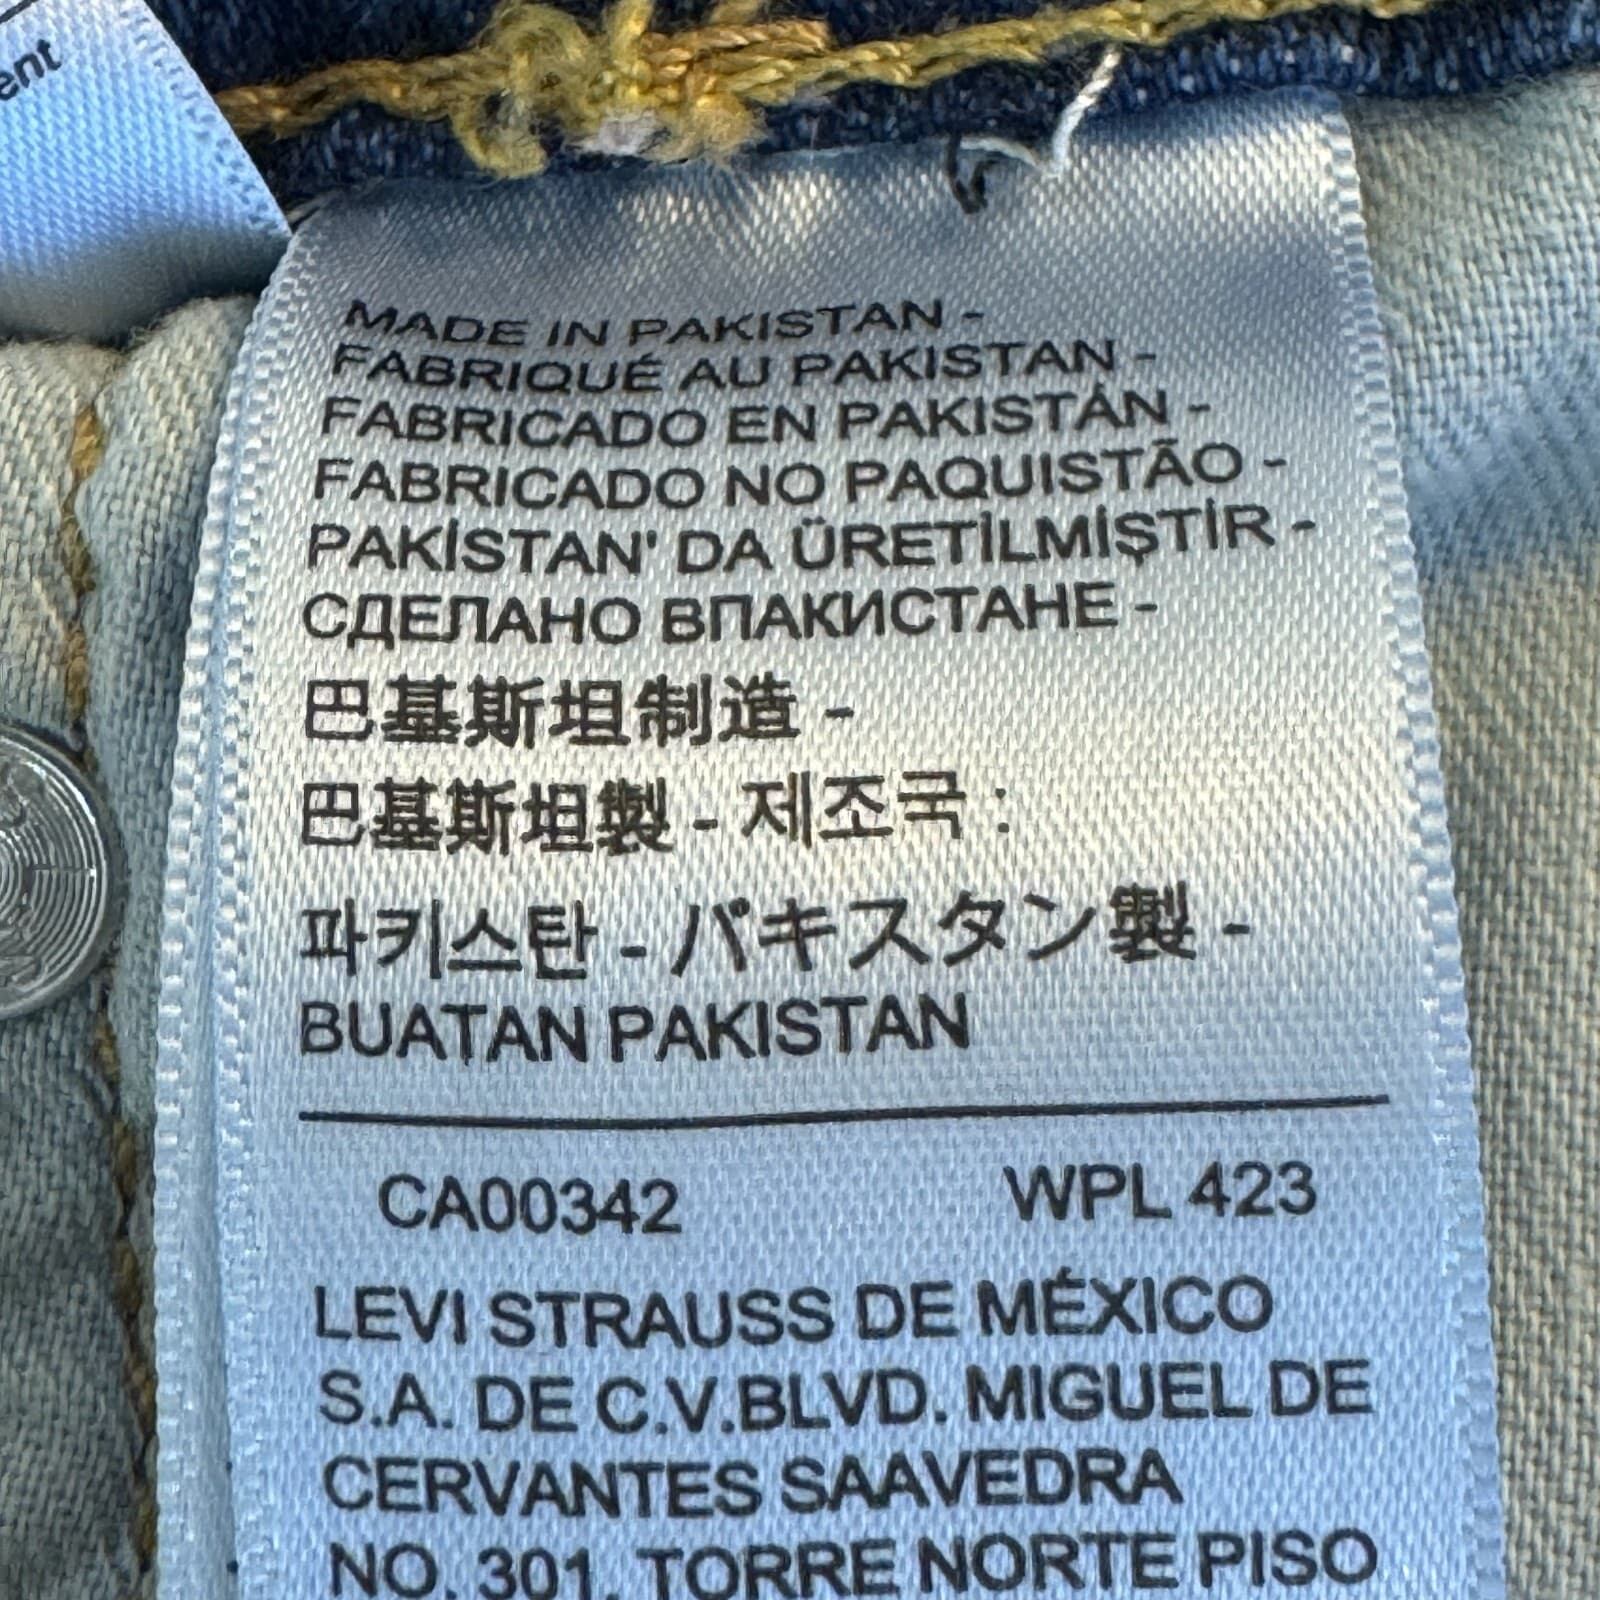 ent
MADE IN PAKISTAN -
FABRIQUÉ AU PAKISTAN -
FABRICADO EN PAKISTÁN -
FABRICADO NO PAQUISTÃO -
PAKİSTAN' DA ÜRETİLMİŞTİR -
СДЕЛАНО ВПАКИСТАНЕ -
巴基斯坦制造 -
巴基斯坦製 - 제조국 :
파키스탄 - パキスタン製 -
BUATAN PAKISTAN
CA00342 WPL 423
LEVI STRAUSS DE MÉXICO
S.A. DE C.V.BLVD. MIGUEL DE
CERVANTES SAAVEDRA
NO. 301, TORRE NORTE PISO